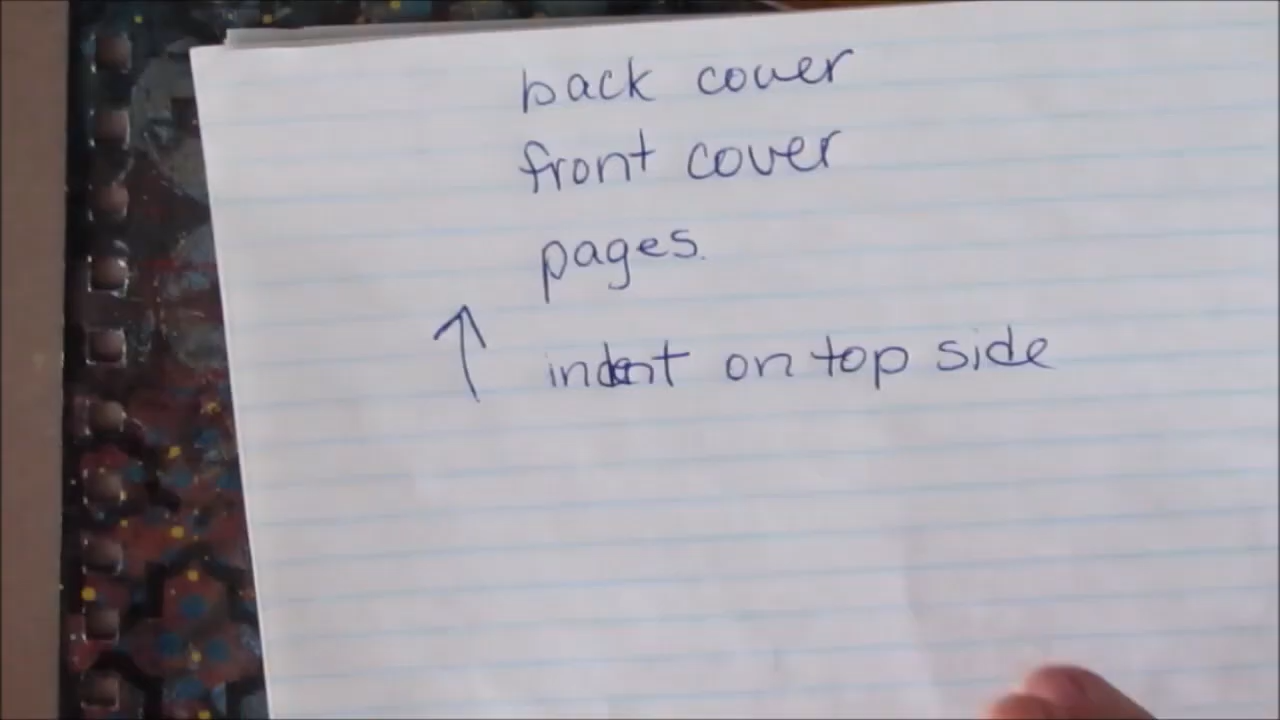 back cover
front cover
pages.
↑ indent on top side